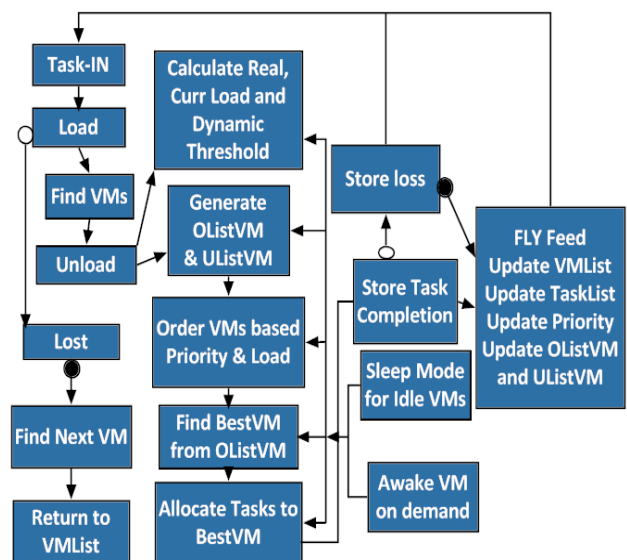 Task-IN
Load
Find VMs
Unload
Lost
Find Next VM
Return to
VMList
Calculate Real,
Curr Load and
Dynamic
Threshold
Generate
OListVM
& UListVM
Order VMs based
Priority & Load
Find BestVM
from OListVM
Allocate Tasks to
BestVM
Store loss
Store Task
Completion
Sleep Mode
for Idle VMs
Awake VM
on demand
FLY Feed
Update VMList
Update TaskList
Update Priority
Update OListVM
and UListVM